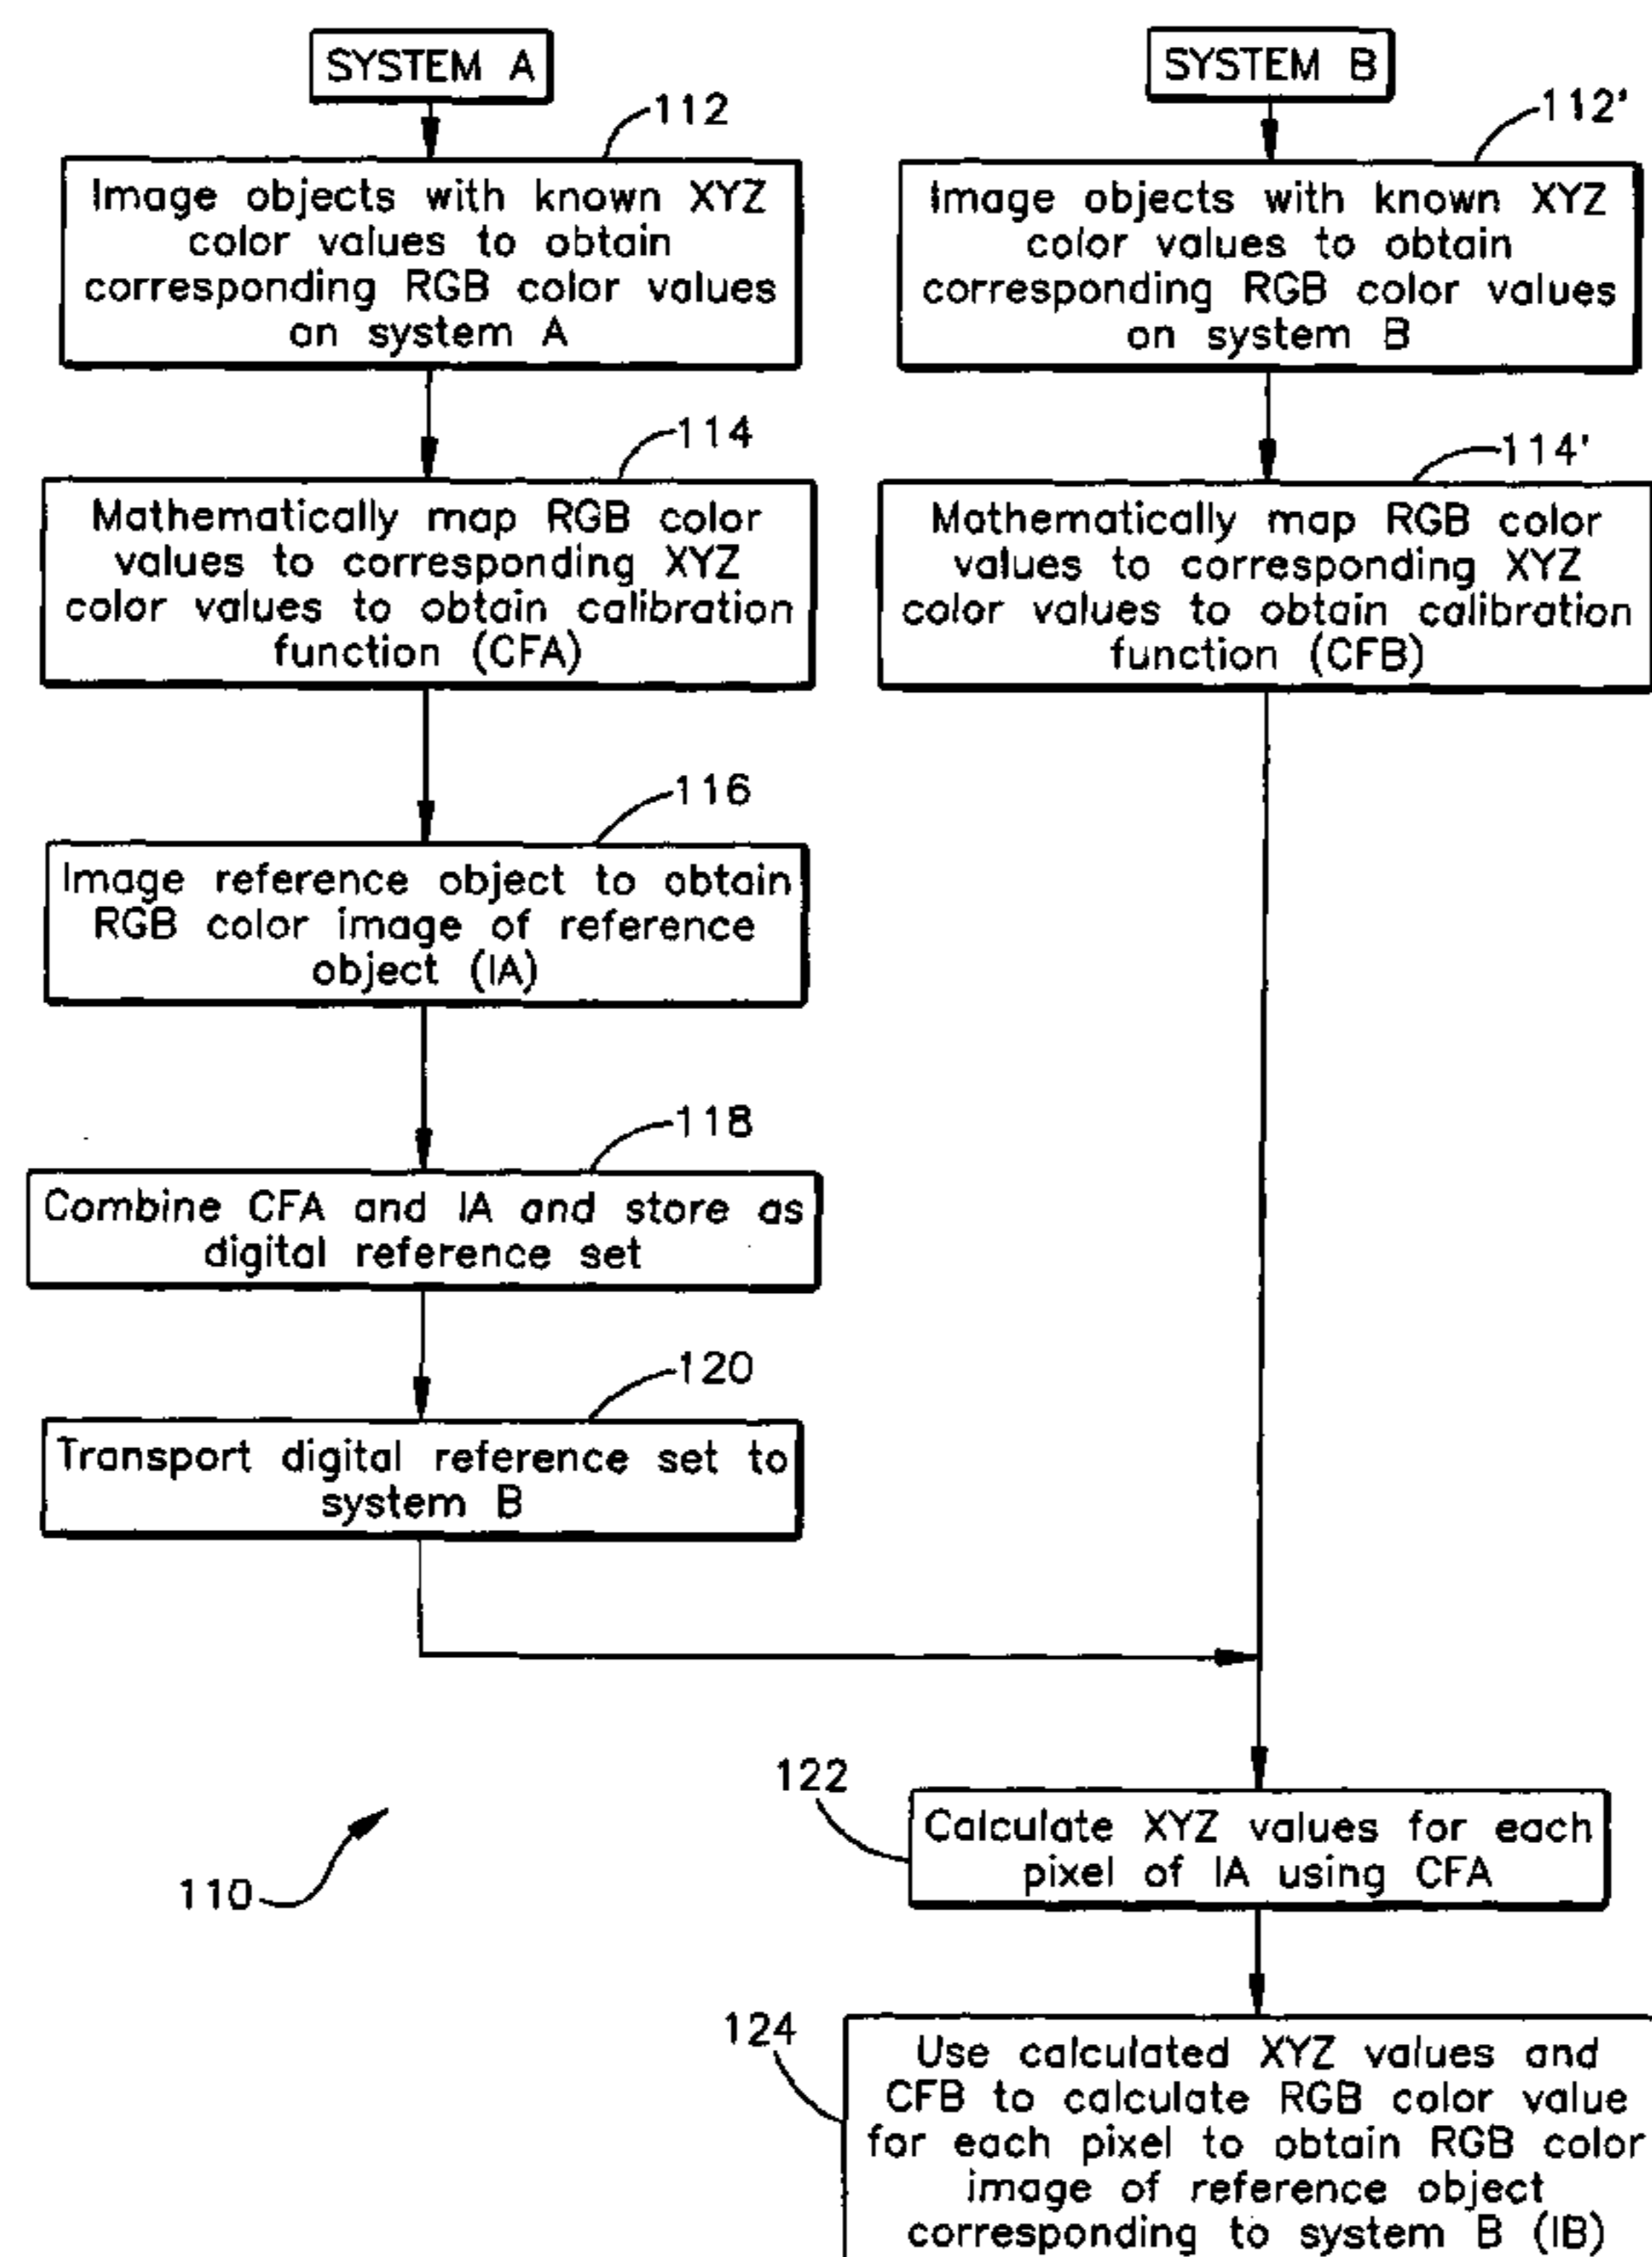 SYSTEM A
112
Image objects with known XYZ
color values to obtain
corresponding RGB color values
on system A
114
Mathematically map RGB color
values to corresponding XYZ
color values to obtain calibration
function (CFA)
116
Image reference object to obtain
RGB color image of reference
object (IA)
118
Combine CFA and IA and store as
digital reference set
120
Transport digital reference set to
system B
SYSTEM B
112'
Image objects with known XYZ
color values to obtain
corresponding RGB color values
on system B
114'
Mathematically map RGB color
values to corresponding XYZ
color values to obtain calibration
function (CFB)
122
Calculate XYZ values for each
pixel of IA using CFA
110
124
Use calculated XYZ values and
CFB to calculate RGB color value
for each pixel to obtain RGB color
image of reference object
corresponding to system B (IB)